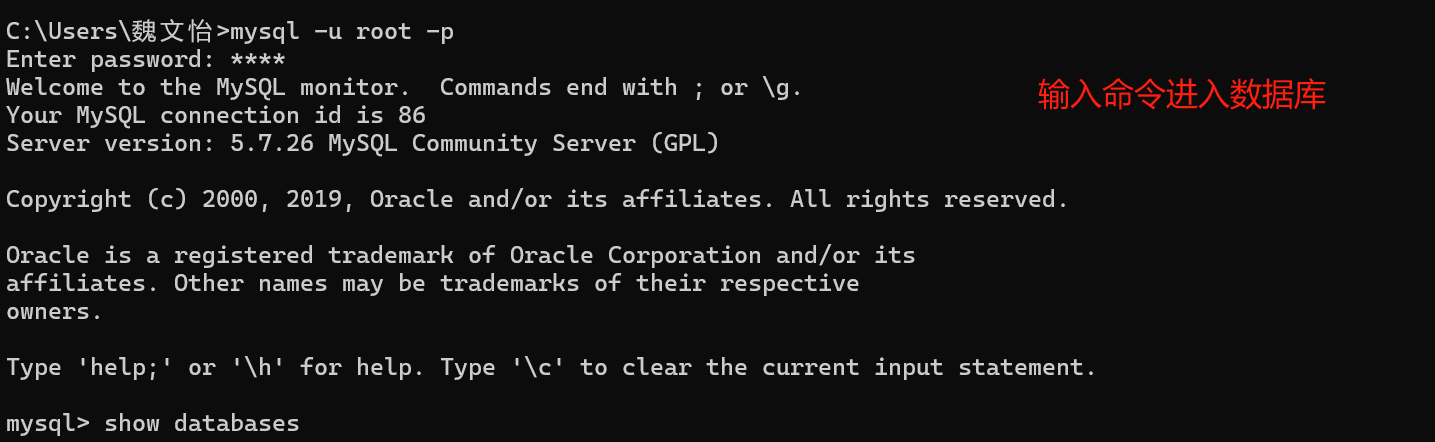 C:\Users\魏文怡>mysql -u root -p
Enter password: ****
Welcome to the MySQL monitor.  Commands end with ; or \g.
输入命令进入数据库
Your MySQL connection id is 86
Server version: 5.7.26 MySQL Community Server (GPL)
Copyright (c) 2000, 2019, Oracle and/or its affiliates. All rights reserved.
Oracle is a registered trademark of Oracle Corporation and/or its
affiliates. Other names may be trademarks of their respective
owners.
Type 'help;' or '\h' for help. Type '\c' to clear the current input statement.
mysql> show databases